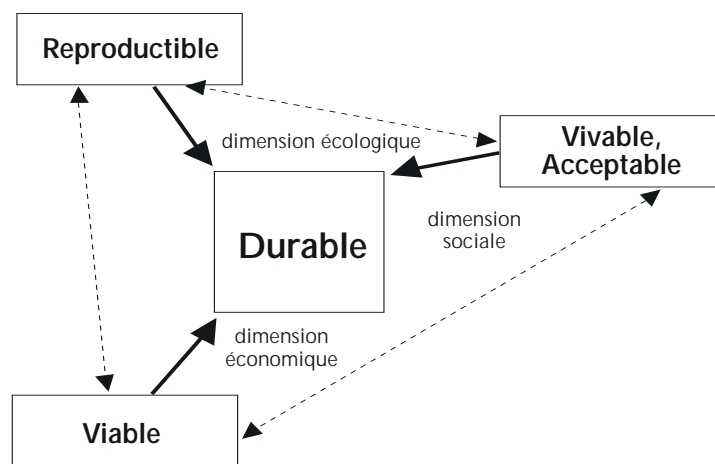 Reproductible
dimension écologique
Vivable,
Acceptable
Durable
dimension
sociale
dimension
économique
Viable